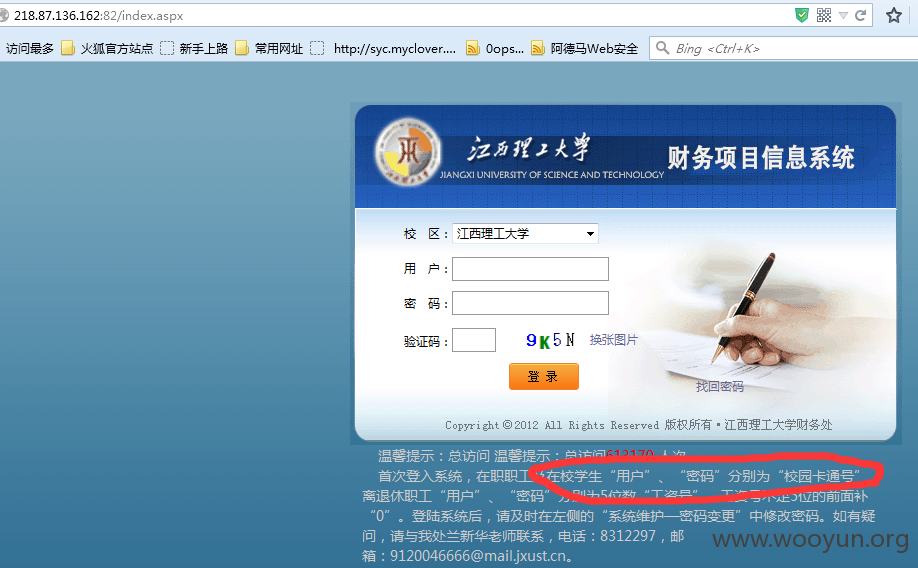 218.87.136.162:82/index.aspx
访问最多 火狐官方站点 新手上路 常用网址 http://syc.myclover.... 0ops... 阿德马Web安全 Bing <Ctrl+K>
江西理工大学 财务项目信息系统
JIANGXI UNIVERSITY OF SCIENCE AND TECHNOLOGY
校 区： 江西理工大学
用 户：
密 码：
验证码： 9K5N 换张图片
登 录
找回密码
Copyright ©2012 All Rights Reserved 版权所有·江西理工大学财务处
温馨提示：总访问 温馨提示：总访问613170 人次
首次登入系统，在职职工及在校学生“用户”、“密码”分别为“校园卡通号”
离退休职工“用户”、“密码”分别为5位数“工资号”，工资号不足5位的前面补
“0”。登陆系统后，请及时在左侧的“系统维护—密码变更”中修改密码。如有疑
问，请与我处兰新华老师联系，电话：8312297，邮
箱：9120046666@mail.jxust.cn。
www.wooyun.org